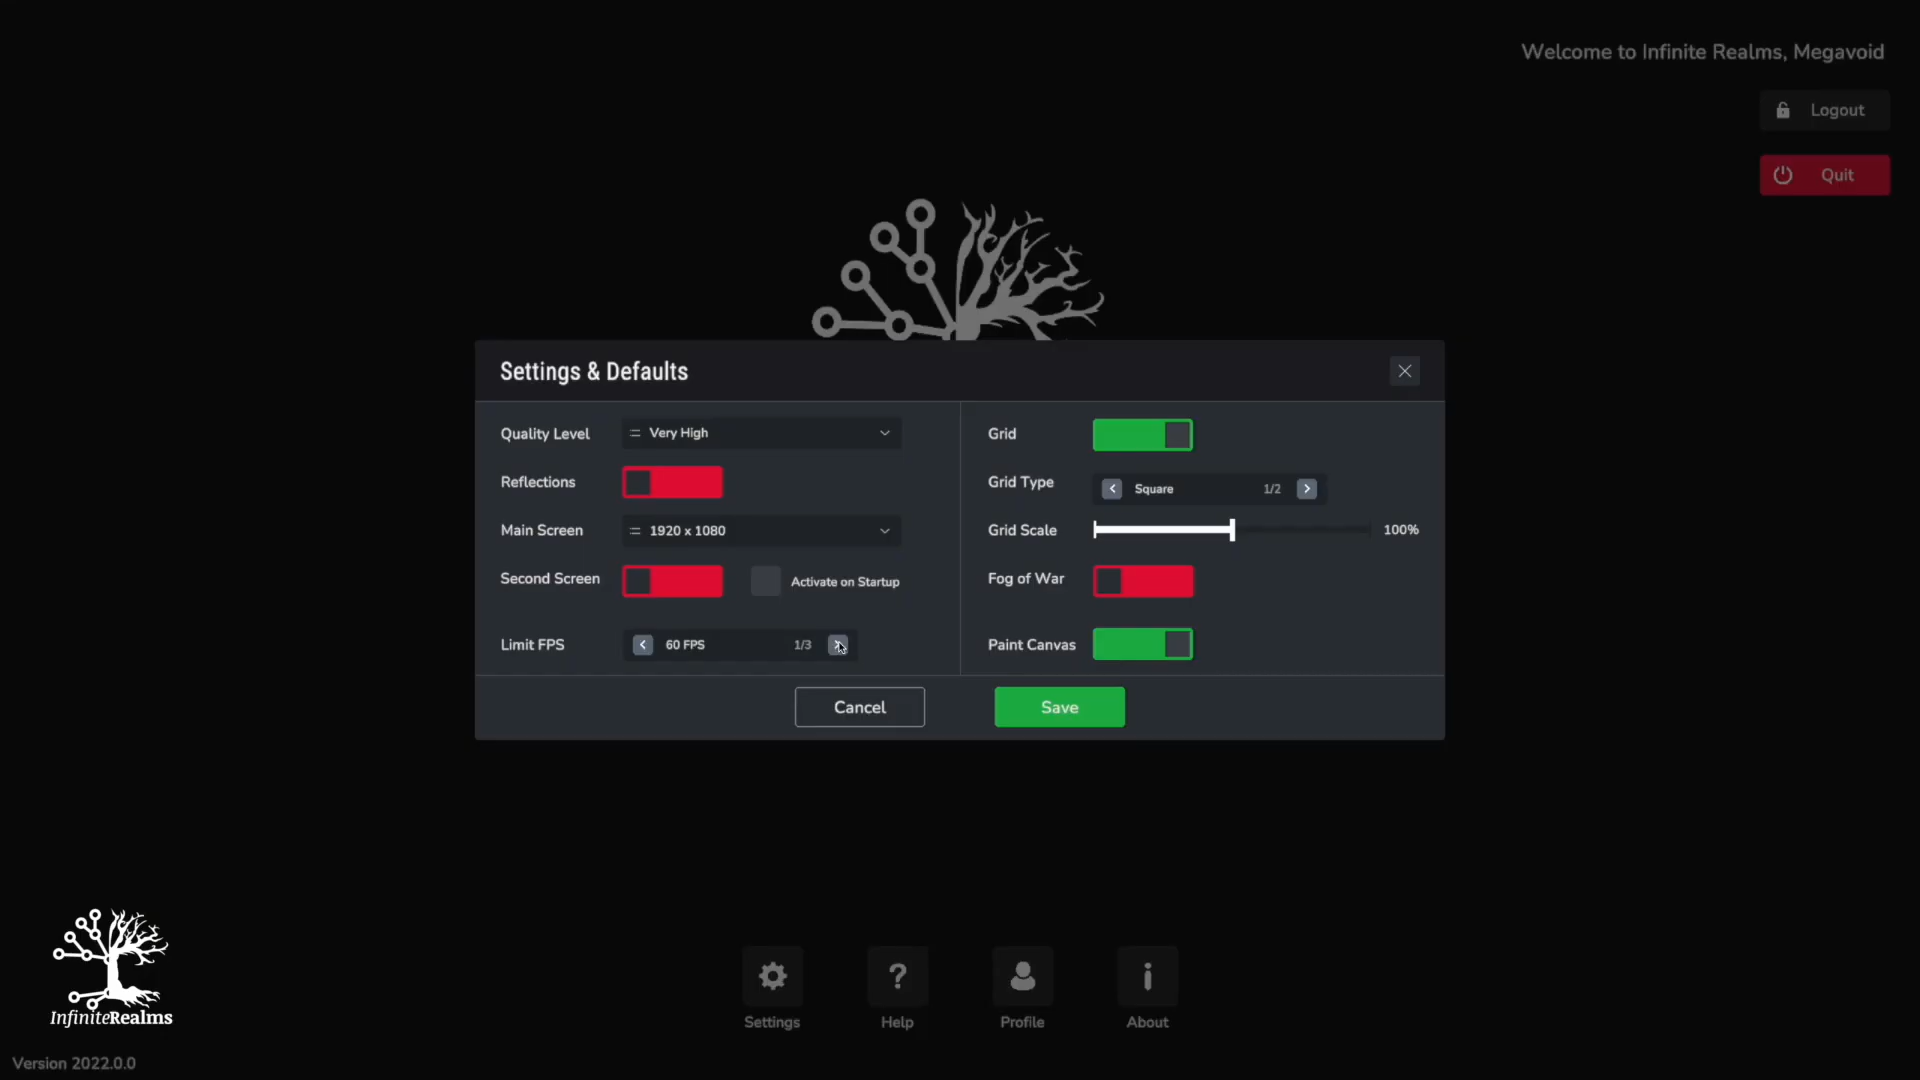 Welcome to Infinite Realms, Megavoid
Logout
Quit
Settings & Defaults
Quality Level
Very High
Reflections
Main Screen
1920 x 1080
Second Screen
Activate on Startup
Limit FPS
60 FPS
1/3
Grid
Grid Type
Square
1/2
Grid Scale
100%
Fog of War
Paint Canvas
Cancel
Save
InfiniteRealms
Settings
Help
Profile
About
Version 2022.0.0